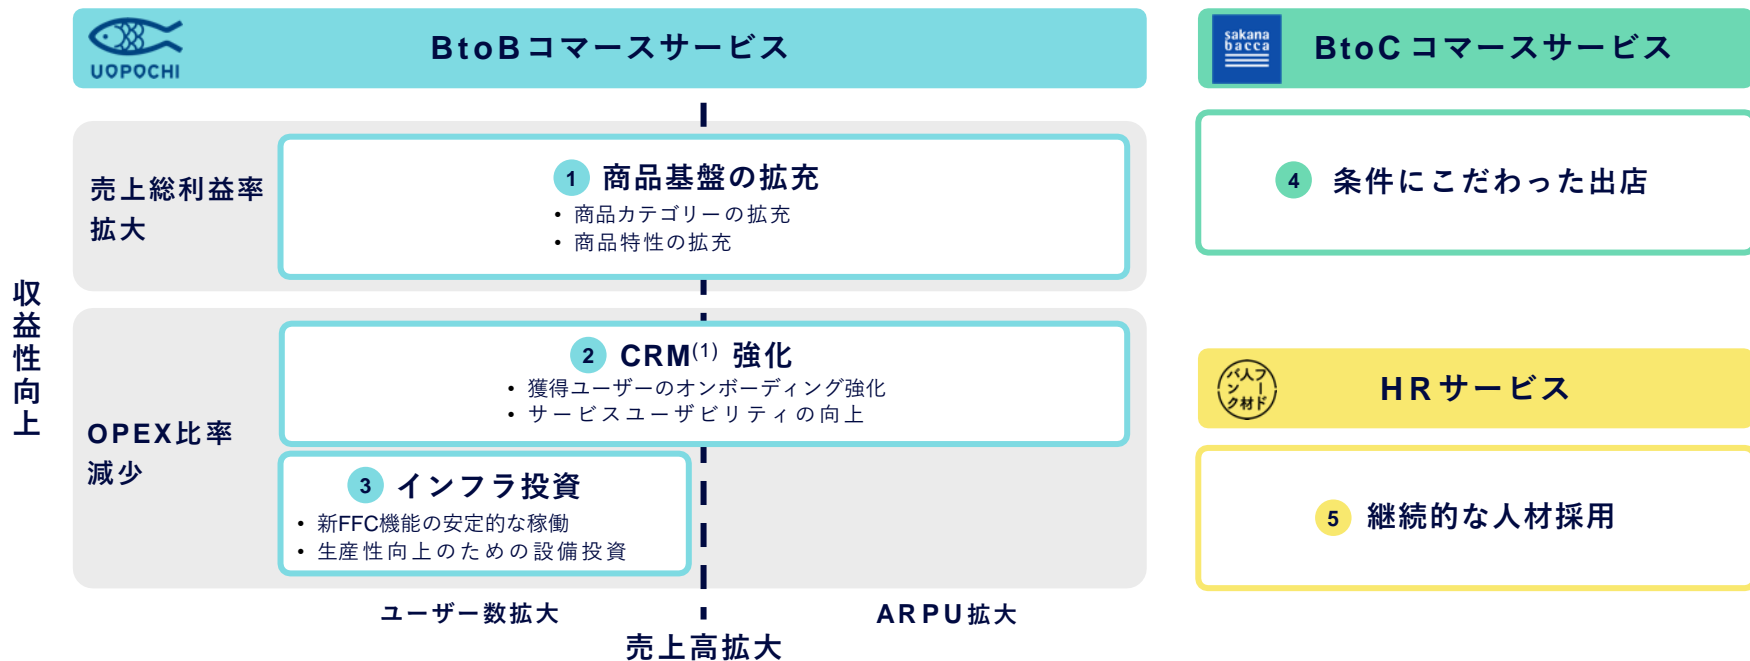 UOPOCHI
BtoBコマースサービス
売上総利益率
拡大
1 商品基盤の拡充
• 商品カテゴリーの拡充
• 商品特性の拡充
収益性向上
OPEX比率
減少
2 CRM(1) 強化
• 獲得ユーザーのオンボーディング強化
• サービスユーザビリティの向上
3 インフラ投資
• 新FFC機能の安定的な稼働
• 生産性向上のための設備投資
ユーザー数拡大
ARPU拡大
売上高拡大
sakana
bacca
BtoC コマースサービス
4 条件にこだわった出店
フード
人材
バンク
HRサービス
5 継続的な人材採用